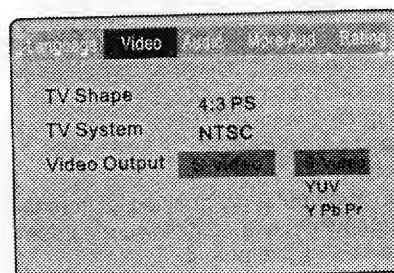 Language Video Audio More Aud Rating
TV Shape 4:3 PS
TV System NTSC
Video Output S-Video S-Video
YUV
Y Pb Pr